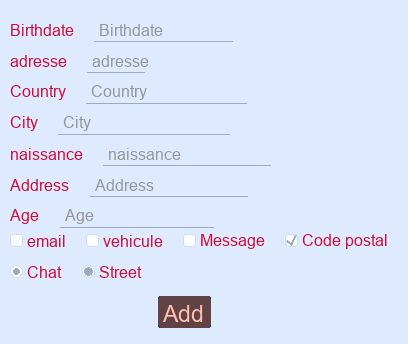 Birthdate Birthdate
adresse adresse
Country Country
City City
naissance naissance
Address Address
Age Age
email vehicule Message Code postal
Chat Street
Add